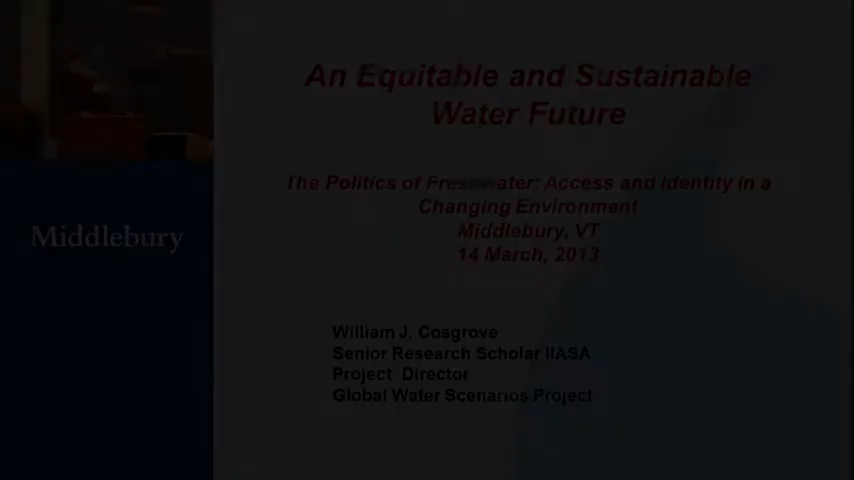 An Equitable and Sustainable
Water Future
The Politics of Freshwater: Access and Identity in a
Changing Environment
Middlebury, VT
14 March, 2013
Middlebury
William J. Cosgrove
Senior Research Scholar IIASA
Project Director
Global Water Scenarios Project